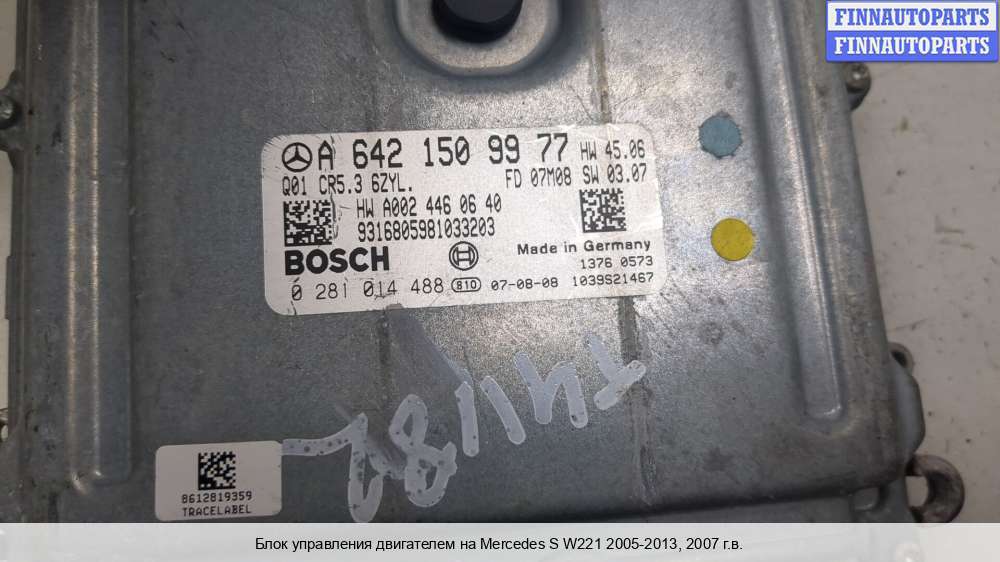 FINNAUTOPARTS
FINNAUTOPARTS
A 642 150 99 77 HW 45.06
Q01 CR5.3 6ZYL. FD 07M08 SW 03.07
HW A002 446 06 40
9316805981033203
BOSCH Made in Germany
1376 0573
0 281 014 488 810 07-08-08 1039S21467
8612819359
TRACELABEL
Блок управления двигателем на Mercedes S W221 2005-2013, 2007 г.в.